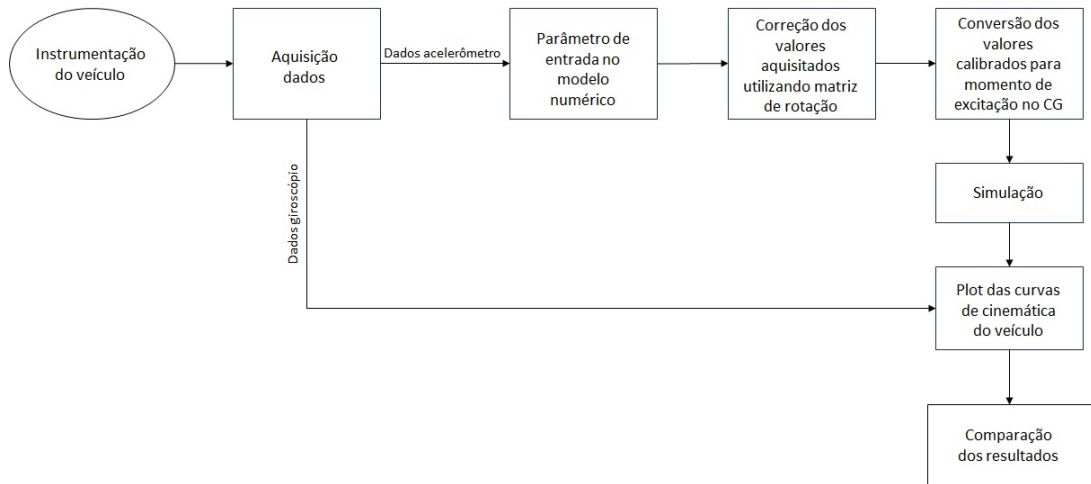 Instrumentação
do veículo
Aquisição
dados
Dados acelerômetro
Parâmetro de
entrada no
modelo
numérico
Correção dos
valores
aquisitados
utilizando matriz
de rotação
Conversão dos
valores
calibrados para
momento de
excitação no CG
Dados giroscópio
Simulação
Plot das curvas
de cinemática
do veículo
Comparação
dos resultados